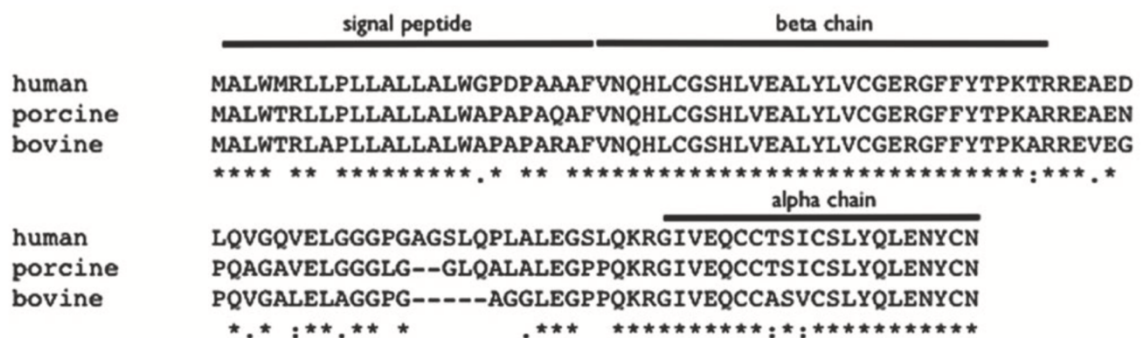 signal peptide beta chain
human MALWMRLLPLLALLALWGPDPAAAFVNQHLCGSHLVEALYLVCGERGFFYTPKTRREAED
porcine MALWTRLLPLLALLALWAPAPAQAFVNQHLCGSHLVEALYLVCGERGFFYTPKARREAEN
bovine MALWTRLAPLLALLALWAPAPARAFVNQHLCGSHLVEALYLVCGERGFFYTPKARREVEG
**** ** *********.* ** *****************************:***.*
alpha chain
human LQVGQVELGGGPGAGSLQPLALEGSLQKRGIVEQCCTSICSLYQLENYCN
porcine PQAGAVELGGGLG--GLQALALEGPPQKRGIVEQCCTSICSLYQLENYCN
bovine PQVGALELAGGPG-----AGGLEGPPQKRGIVEQCCASVCSLYQLENYCN
*.* :**.** * .*** **********:*:***********